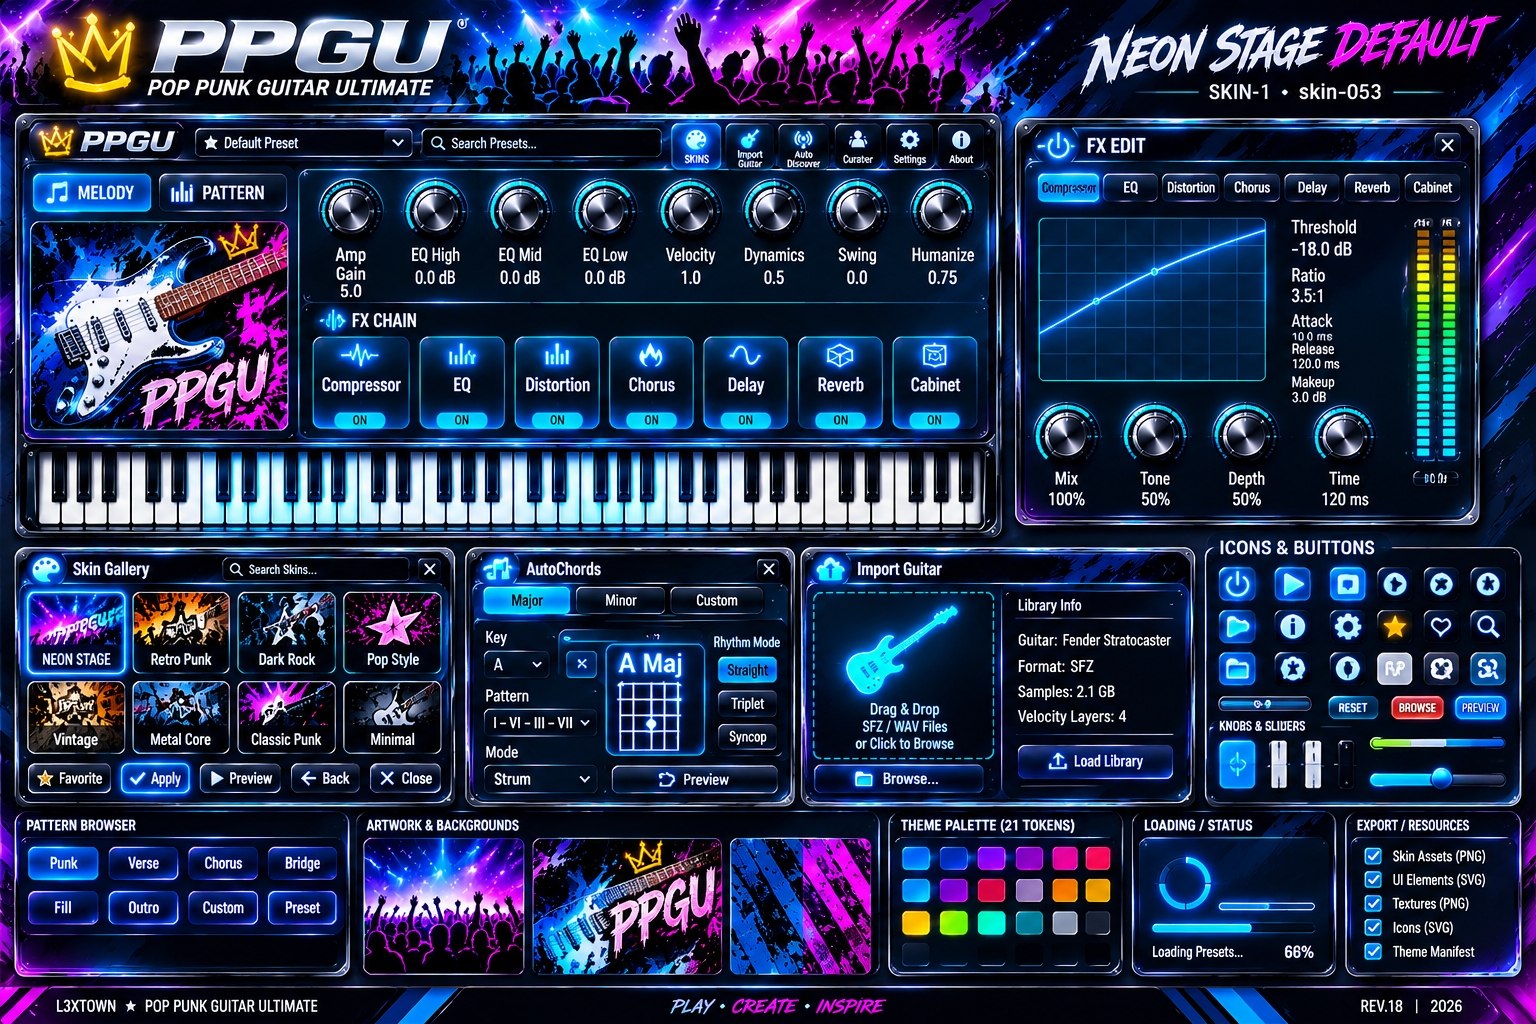 PPGU
POP PUNK GUITAR ULTIMATE
NEON STAGE DEFAULT
SKIN-1 • skin-053
PPGU
★ Default Preset
Search Presets...
SKINS
Import Guitar
Auto Discover
Curater
Settings
About
MELODY
PATTERN
PPGU
Amp Gain
5.0
EQ High
0.0 dB
EQ Mid
0.0 dB
EQ Low
0.0 dB
Velocity
1.0
Dynamics
0.5
Swing
0.0
Humanize
0.75
FX CHAIN
Compressor
ON
EQ
ON
Distortion
ON
Chorus
ON
Delay
ON
Reverb
ON
Cabinet
ON
FX EDIT
Compressor
EQ
Distortion
Chorus
Delay
Reverb
Cabinet
Threshold
-18.0 dB
Ratio
3.5:1
Attack
10.0 ms
Release
120.0 ms
Makeup
3.0 dB
Mix
100%
Tone
50%
Depth
50%
Time
120 ms
Skin Gallery
Search Skins...
NEON STAGE
Retro Punk
Dark Rock
Pop Style
Vintage
Metal Core
Classic Punk
Minimal
Favorite
Apply
Preview
Back
Close
AutoChords
Major
Minor
Custom
Key
A
Pattern
I - VI - III - VII
Mode
Strum
A Maj
Rhythm Mode
Straight
Triplet
Syncop
Preview
Import Guitar
Drag & Drop
SFZ / WAV Files
or Click to Browse
Browse...
Library Info
Guitar: Fender Stratocaster
Format: SFZ
Samples: 2.1 GB
Velocity Layers: 4
Load Library
ICONS & BUITTONS
RESET
BROWSE
PREVIEW
KNOBS & SLIDERS
PATTERN BROWSER
Punk
Verse
Chorus
Bridge
Fill
Outro
Custom
Preset
ARTWORK & BACKGROUNDS
PPGU
THEME PALETTE (21 TOKENS)
LOADING / STATUS
Loading Presets...
66%
EXPORT / RESOURCES
Skin Assets (PNG)
UI Elements (SVG)
Textures (PNG)
Icons (SVG)
Theme Manifest
L3XTOWN ★ POP PUNK GUITAR ULTIMATE
PLAY • CREATE • INSPIRE
REV.18 | 2026